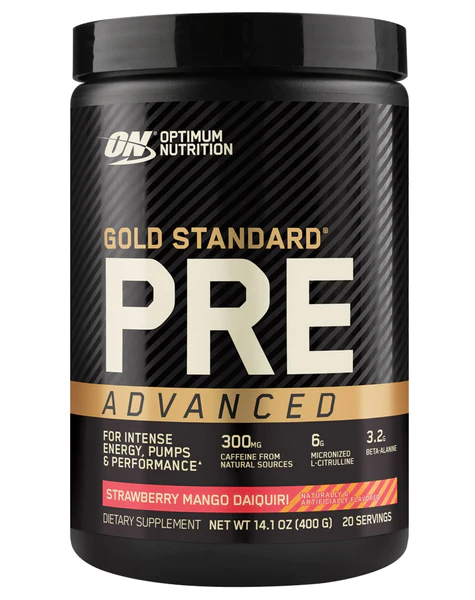 ON® OPTIMUM
NUTRITION
GOLD STANDARD®
PRE
ADVANCED
FOR INTENSE
ENERGY, PUMPS
& PERFORMANCE
300MG
CAFFEINE FROM
NATURAL SOURCES
6G
MICRONIZED
L-CITRULLINE
3.2G
BETA-ALANINE
STRAWBERRY MANGO DAIQUIRI
NATURALLY &
ARTIFICIALLY FLAVORED
DIETARY SUPPLEMENT NET WT 14.1 OZ (400 G) 20 SERVINGS